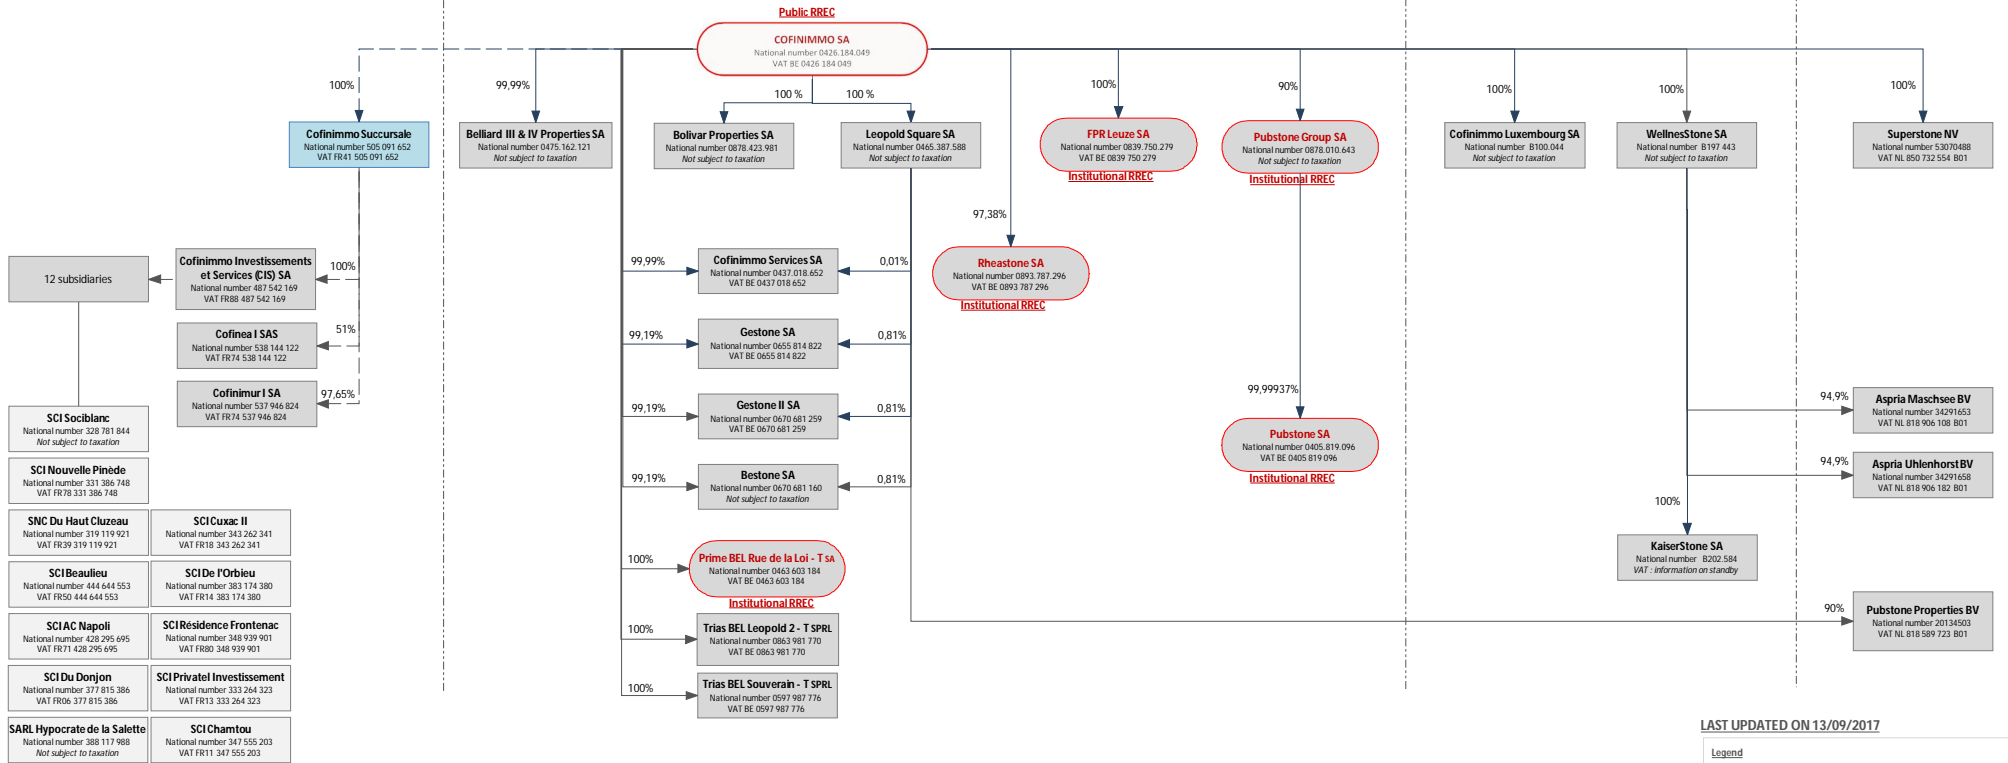 Public RREC
COFINIMMO SA
National number 0426.184.049
VAT BE 0426 184 049
100%
99,99%
100 %
100 %
100%
90%
100%
100%
100%
Cofinimmo Succursale
National number 505 091 652
VAT FR41 505 091 652
Belliard III & IV Properties SA
National number 0475.162.121
Not subject to taxation
Bolivar Properties SA
National number 0878.423.981
Not subject to taxation
Leopold Square SA
National number 0465.387.588
Not subject to taxation
FPR Leuze SA
National number 0839.750.279
VAT BE 0839 750 279
Institutional RREC
Pubstone Group SA
National number 0878.010.643
Not subject to taxation
Institutional RREC
Cofinimmo Luxembourg SA
National number B100.044
Not subject to taxation
WellnesStone SA
National number B197 443
Not subject to taxation
Superstone NV
National number 53070488
VAT NL 850 732 554 B01
97,38%
Rheastone SA
National number 0893.787.296
VAT BE 0893 787 296
Institutional RREC
12 subsidiaries
Cofinimmo Investissements
et Services (CIS) SA
National number 487 542 169
VAT FR88 487 542 169
100%
Cofinea I SAS
National number 538 144 122
VAT FR74 538 144 122
51%
Cofinimur I SA
National number 537 946 824
VAT FR74 537 946 824
97,65%
99,99%
Cofinimmo Services SA
National number 0437.018.652
VAT BE 0437 018 652
0,01%
99,19%
Gestone SA
National number 0655 814 822
VAT BE 0655 814 822
0,81%
99,19%
Gestone II SA
National number 0670 681 259
VAT BE 0670 681 259
0,81%
99,19%
Bestone SA
National number 0670 681 160
Not subject to taxation
0,81%
100%
Prime BEL Rue de la Loi - T SA
National number 0463 603 184
VAT BE 0463 603 184
Institutional RREC
100%
Trias BEL Leopold 2 - T SPRL
National number 0863 981 770
VAT BE 0863 981 770
100%
Trias BEL Souverain - T SPRL
National number 0597 987 776
VAT BE 0597 987 776
99,99937%
Pubstone SA
National number 0405.819.096
VAT BE 0405 819 096
Institutional RREC
94,9%
Aspria Maschsee BV
National number 34291653
VAT NL 818 906 108 B01
94,9%
Aspria Uhlenhorst BV
National number 34291658
VAT NL 818 906 182 B01
100%
KaiserStone SA
National number B202.584
VAT : information on standby
90%
Pubstone Properties BV
National number 20134503
VAT NL 818 589 723 B01
SCI Sociblanc
National number 328 781 844
Not subject to taxation
SCI Nouvelle Pinède
National number 331 386 748
VAT FR78 331 386 748
SNC Du Haut Cluzeau
National number 319 119 921
VAT FR39 319 119 921
SCI Cuxac II
National number 343 262 341
VAT FR18 343 262 341
SCI Beaulieu
National number 444 644 553
VAT FR50 444 644 553
SCI De l'Orbieu
National number 383 174 380
VAT FR14 383 174 380
SCI AC Napoli
National number 428 295 695
VAT FR71 428 295 695
SCI Résidence Frontenac
National number 348 939 901
VAT FR80 348 939 901
SCI Du Donjon
National number 377 815 386
VAT FR06 377 815 386
SCI Privatel Investissement
National number 333 264 323
VAT FR13 333 264 323
SARL Hypocrate de la Salette
National number 388 117 988
Not subject to taxation
SCI Chamtou
National number 347 555 203
VAT FR11 347 555 203
LAST UPDATED ON 13/09/2017
Legend